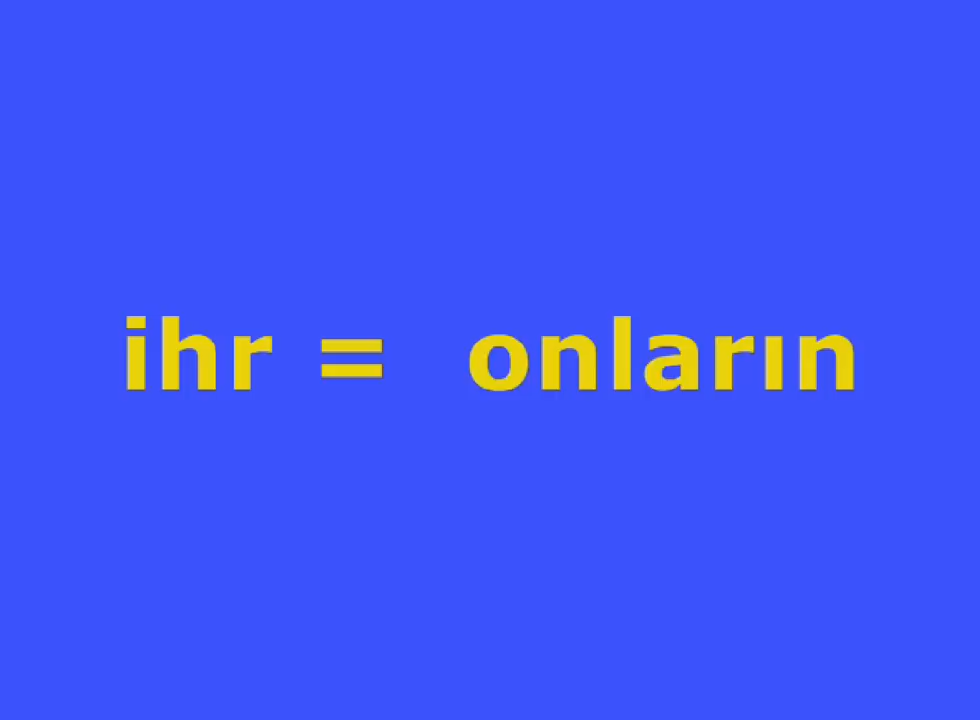 ihr = onların